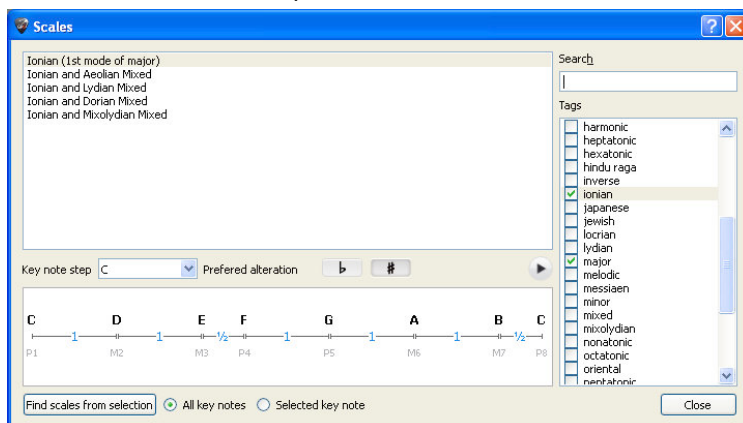 Scales
Ionian (1st mode of major)
Ionian and Aeolian Mixed
Ionian and Lydian Mixed
Ionian and Dorian Mixed
Ionian and Mixolydian Mixed
Search
Tags
harmonic
heptatonic
hexatonic
hindu raga
inverse
ionian
japanese
jewish
locrian
lydian
major
melodic
messiaen
minor
mixed
mixolydian
nonatonic
octatonic
oriental
pentatonic
Key note step C Prefered alteration ♭ #
C D E F G A B C
1 1 ½ 1 1 1 ½
P1 M2 M3 P4 P5 M6 M7 P8
Find scales from selection All key notes Selected key note Close